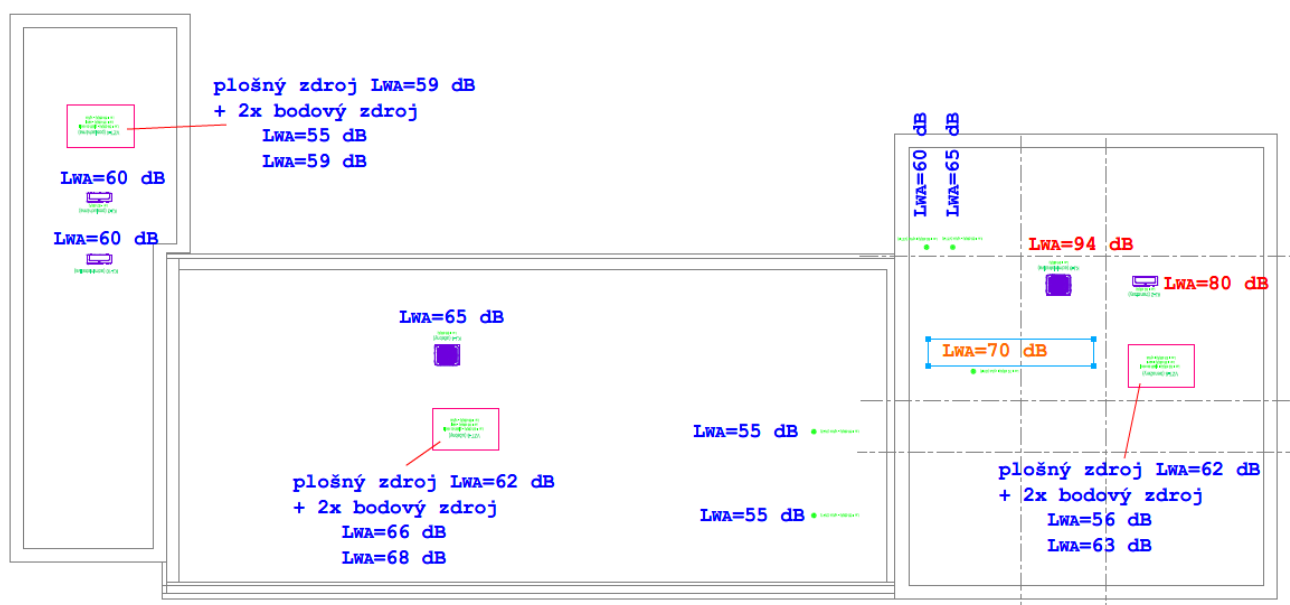 plošný zdroj LWA=59 dB
+ 2x bodový zdroj
LWA=55 dB
LWA=59 dB
LWA=60 dB
LWA=60 dB
LWA=65 dB
plošný zdroj LWA=62 dB
+ 2x bodový zdroj
LWA=66 dB
LWA=68 dB
LWA=55 dB
LWA=55 dB
LWA=60 dB
LWA=65 dB
LWA=94 dB
LWA=80 dB
LWA=70 dB
plošný zdroj LWA=62 dB
+ 2x bodový zdroj
LWA=56 dB
LWA=63 dB